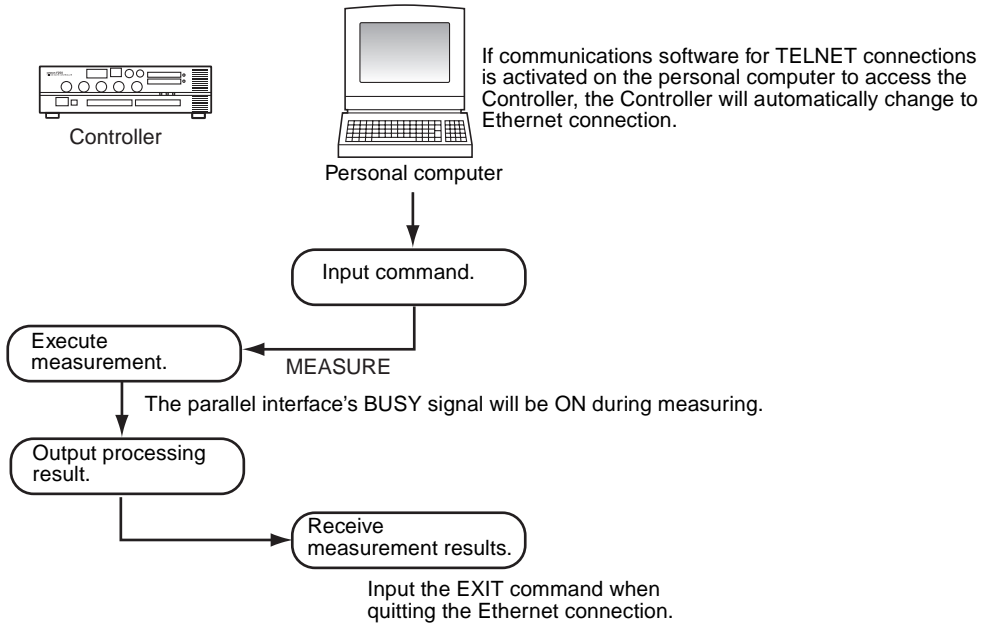 If communications software for TELNET connections
is activated on the personal computer to access the
Controller, the Controller will automatically change to
Ethernet connection.
Controller
Personal computer
Input command.
Execute
measurement.
MEASURE
The parallel interface's BUSY signal will be ON during measuring.
Output processing
result.
Receive
measurement results.
Input the EXIT command when
quitting the Ethernet connection.